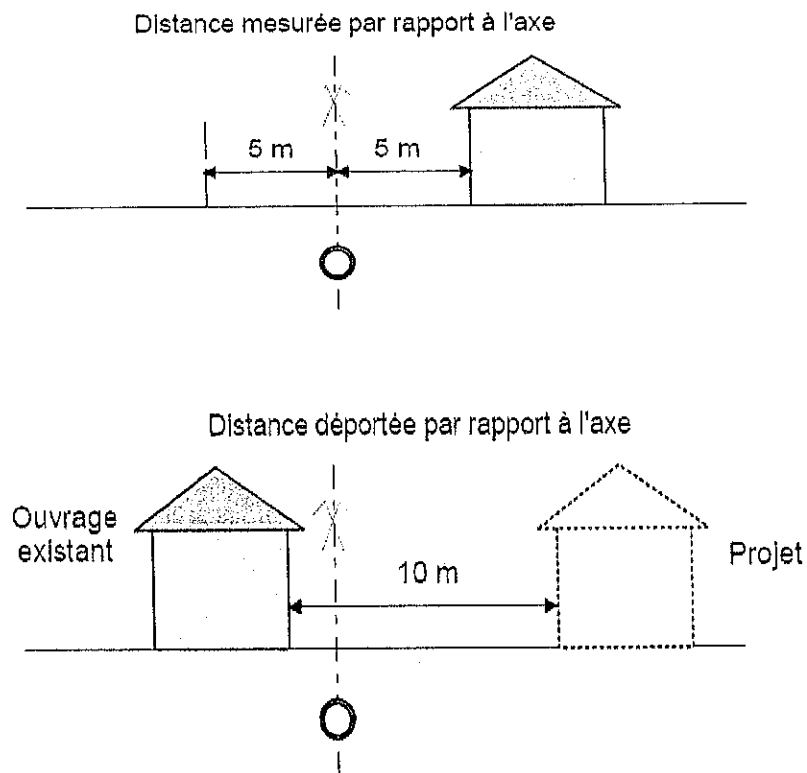 Distance mesurée par rapport à l'axe
5 m
5 m
Distance déportée par rapport à l'axe
Ouvrage
existant
10 m
Projet